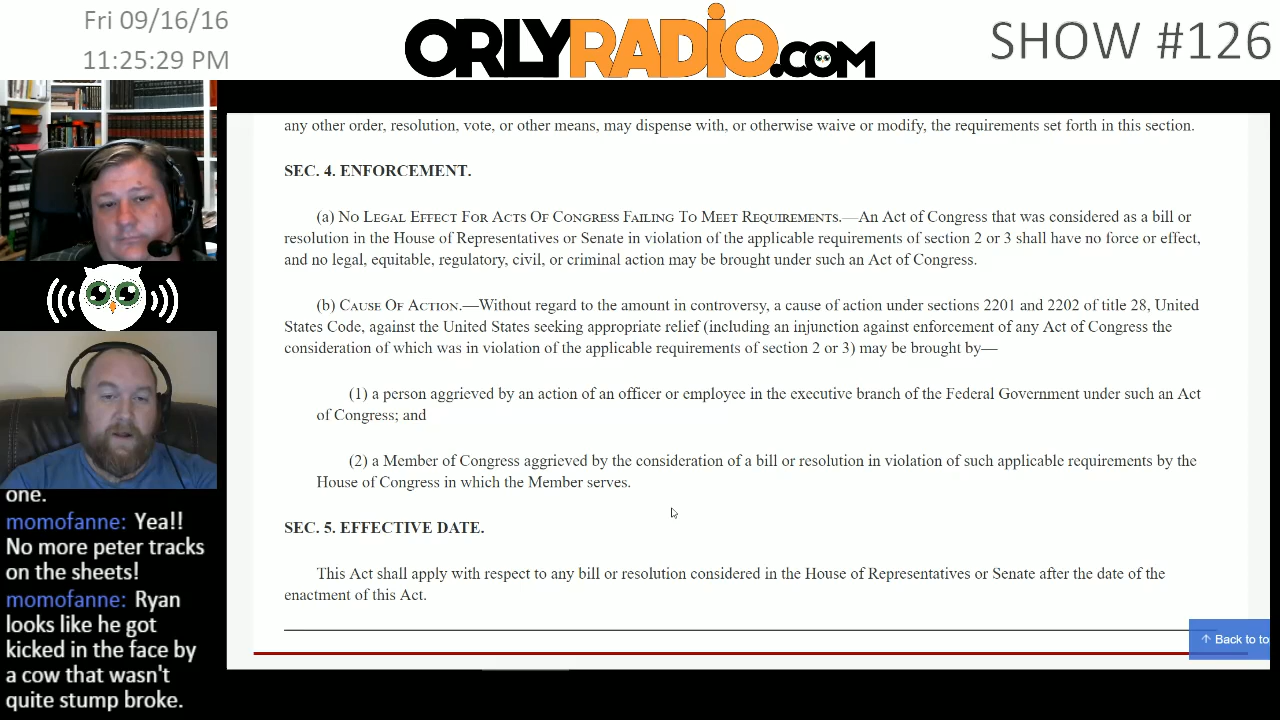 Fri 09/16/16
11:25:29 PM
ORLYRADIO.COM
SHOW #126
any other order, resolution, vote, or other means, may dispense with, or otherwise waive or modify, the requirements set forth in this section.
SEC. 4. ENFORCEMENT.
(a) NO LEGAL EFFECT FOR ACTS OF CONGRESS FAILING TO MEET REQUIREMENTS.—An Act of Congress that was considered as a bill or
resolution in the House of Representatives or Senate in violation of the applicable requirements of section 2 or 3 shall have no force or effect,
and no legal, equitable, regulatory, civil, or criminal action may be brought under such an Act of Congress.
(b) CAUSE OF ACTION.—Without regard to the amount in controversy, a cause of action under sections 2201 and 2202 of title 28, United
States Code, against the United States seeking appropriate relief (including an injunction against enforcement of any Act of Congress the
consideration of which was in violation of the applicable requirements of section 2 or 3) may be brought by—
(1) a person aggrieved by an action of an officer or employee in the executive branch of the Federal Government under such an Act
of Congress; and
(2) a Member of Congress aggrieved by the consideration of a bill or resolution in violation of such applicable requirements by the
House of Congress in which the Member serves.
SEC. 5. EFFECTIVE DATE.
This Act shall apply with respect to any bill or resolution considered in the House of Representatives or Senate after the date of the
enactment of this Act.
↑ Back to to
one.
momofanne: Yea!!
No more peter tracks
on the sheets!
momofanne: Ryan
looks like he got
kicked in the face by
a cow that wasn't
quite stump broke.